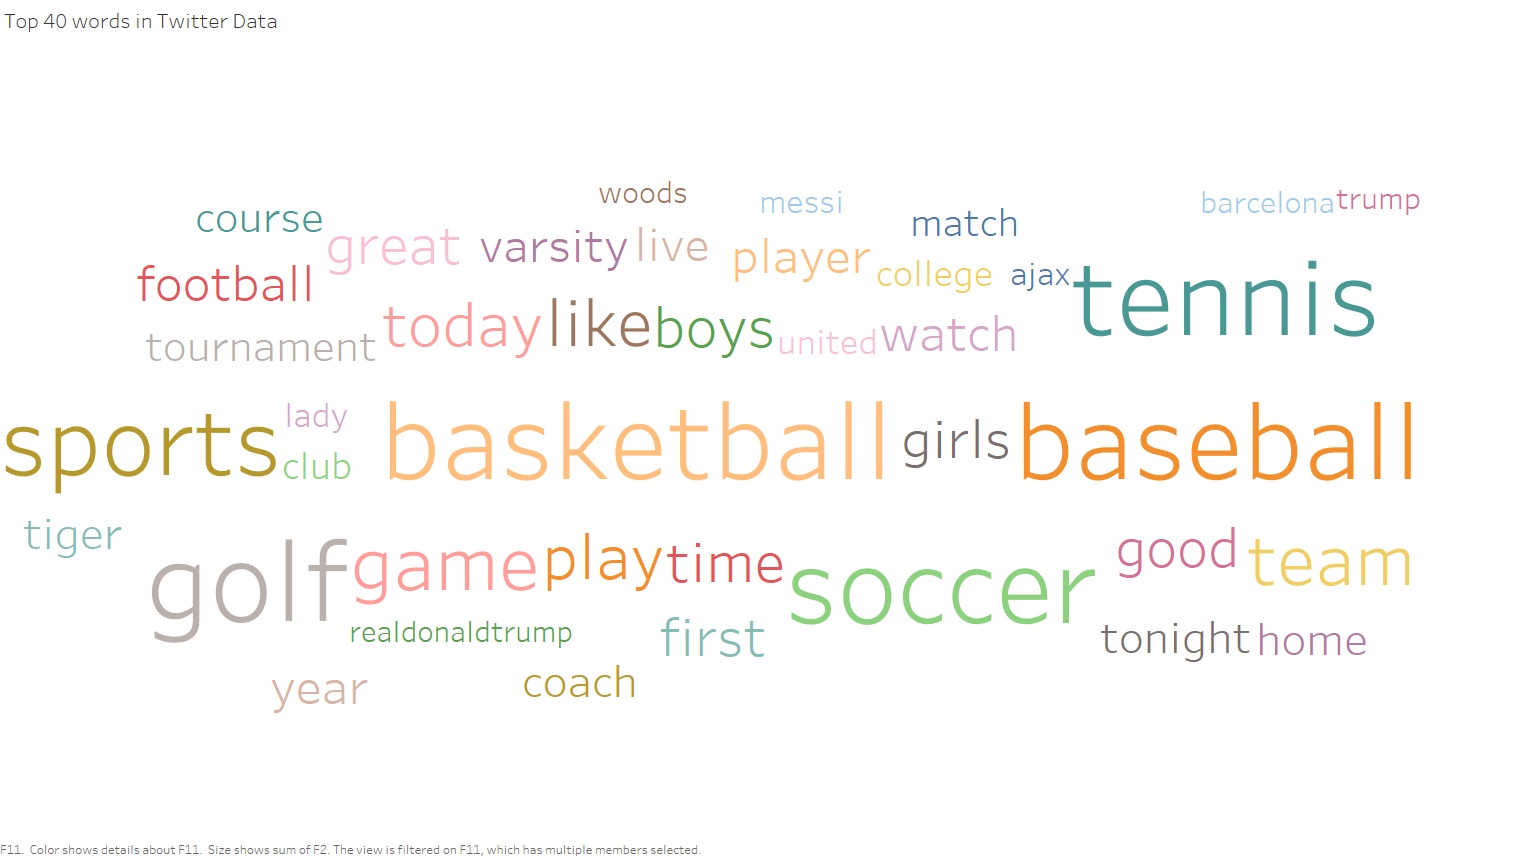 Top 40 words in Twitter Data
woods
messi
barcelona trump
course
match
great varsity live
player
college ajax
football
tennis
today like boys
united watch
tournament
sports lady
club
basketball
girls baseball
tiger
golf game play time
soccer
good team
realdonaldtrump
first
tonight home
year
coach
F11. Color shows details about F11. Size shows sum of F2. The view is filtered on F11, which has multiple members selected.